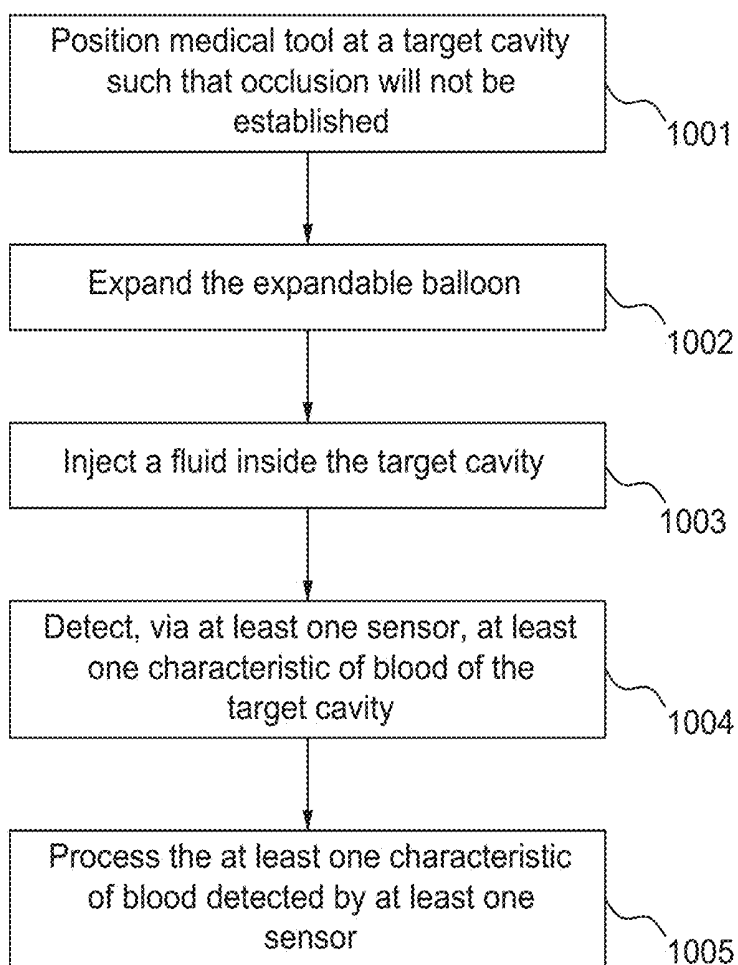 Position medical tool at a target cavity
such that occlusion will not be
established
1001
Expand the expandable balloon
1002
Inject a fluid inside the target cavity
1003
Detect, via at least one sensor, at least
one characteristic of blood of the
target cavity
1004
Process the at least one characteristic
of blood detected by at least one
sensor
1005